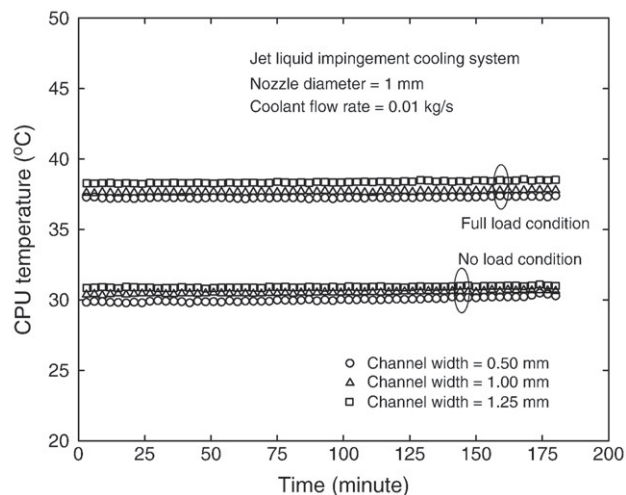 50
45
40
35
30
25
20
CPU temperature (°C)
Jet liquid impingement cooling system
Nozzle diameter = 1 mm
Coolant flow rate = 0.01 kg/s
Full load condition
No load condition
Channel width = 0.50 mm
Channel width = 1.00 mm
Channel width = 1.25 mm
0 25 50 75 100 125 150 175 200
Time (minute)